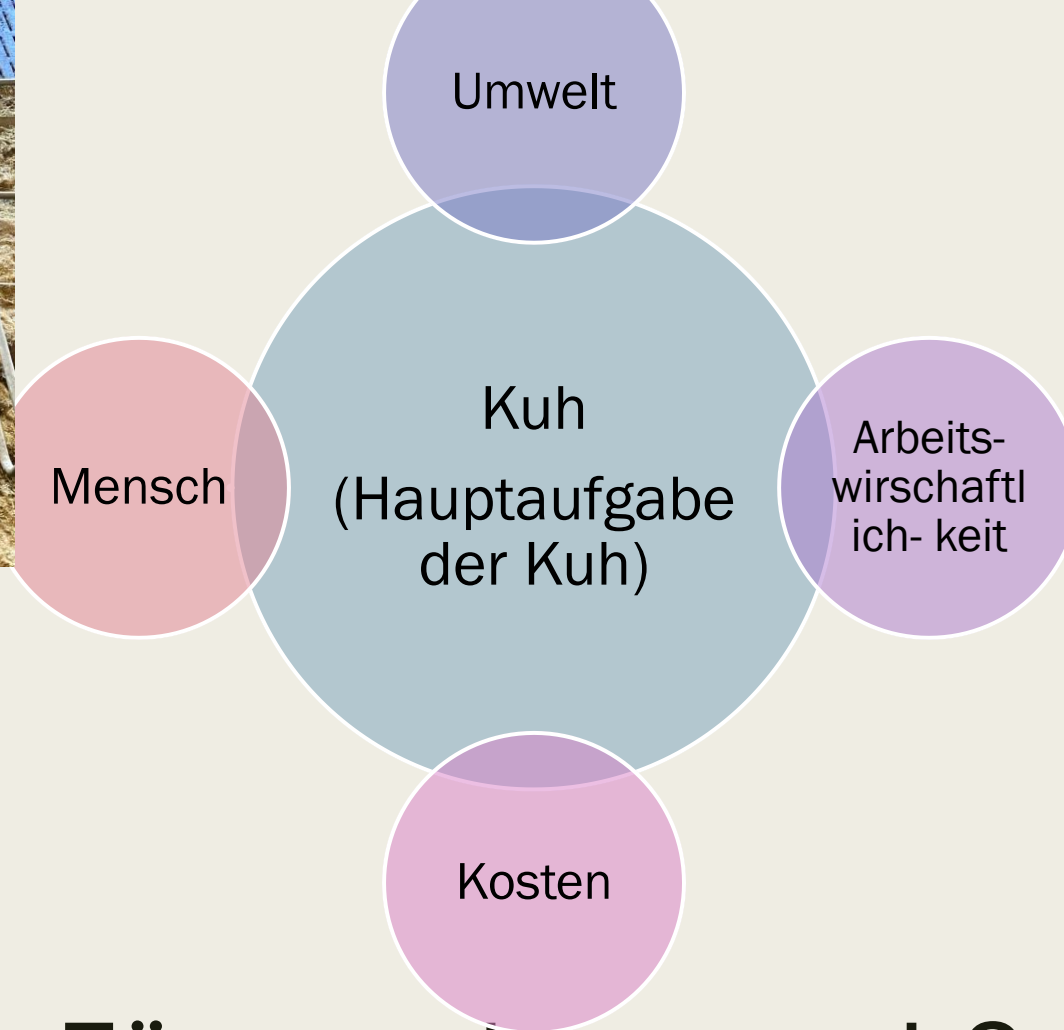 Umwelt
Kuh
(Hauptaufgabe
der Kuh)
Mensch
Arbeits-
wirschaftl
ich- keit
Kosten